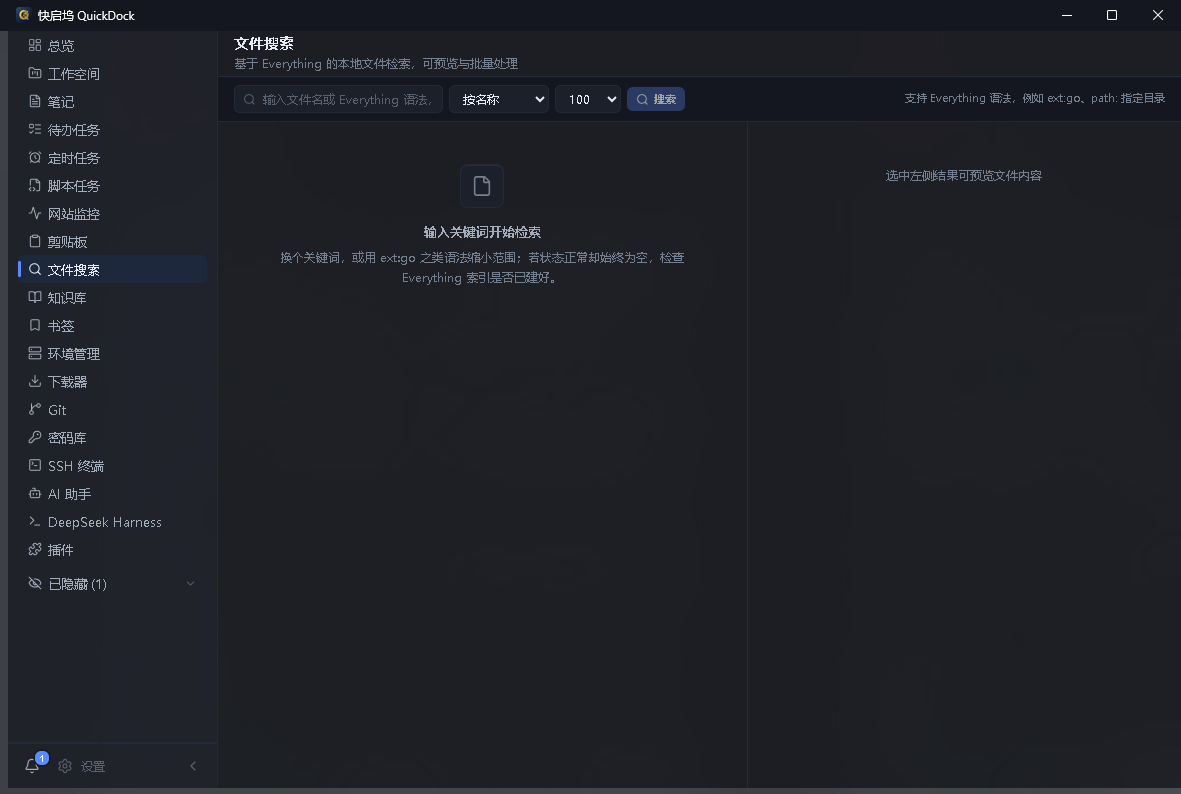 快启坞 QuickDock
总览
工作空间
笔记
待办任务
定时任务
脚本任务
网站监控
剪贴板
文件搜索
知识库
书签
环境管理
下载器
Git
密码库
SSH 终端
AI 助手
DeepSeek Harness
插件
已隐藏 (1)
1
设置
文件搜索
基于 Everything 的本地文件检索，可预览与批量处理
输入文件名或 Everything 语法，
按名称
100
搜索
支持 Everything 语法，例如 ext:go、path: 指定目录
输入关键词开始检索
换个关键词，或用 ext:go 之类语法缩小范围；若状态正常却始终为空，检查
Everything 索引是否已建好。
选中左侧结果可预览文件内容